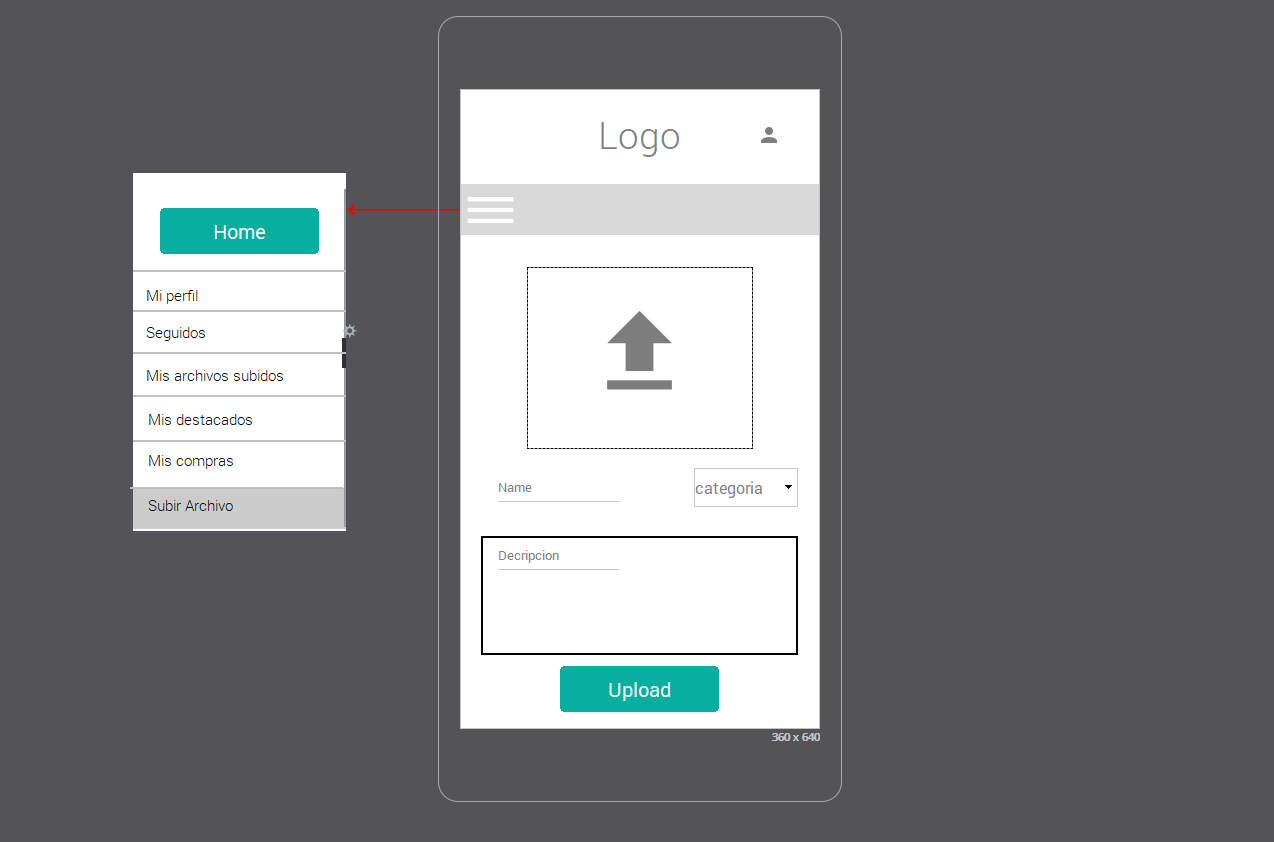 Logo
Home
Mi perfil
Seguidos
Mis archivos subidos
Mis destacados
Mis compras
Subir Archivo
Name
categoria
Decripcion
Upload
360 x 640